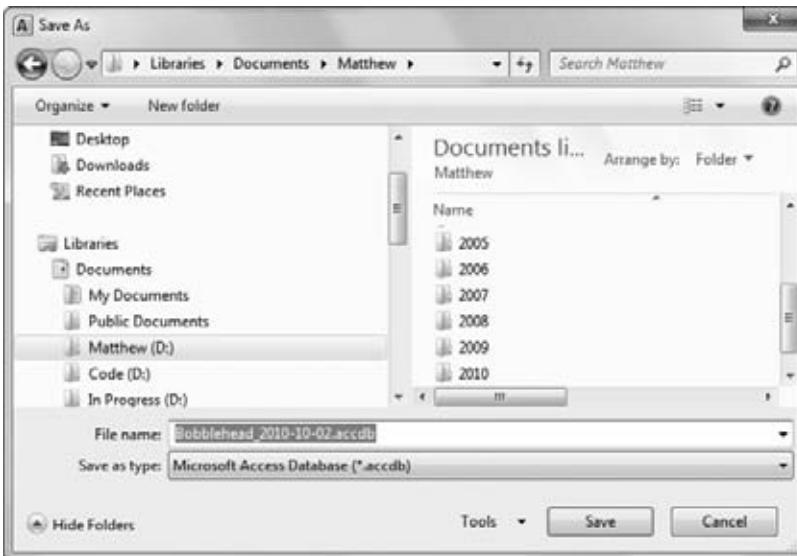 A Save As
Libraries Documents Matthew
Search Matthew
Organize New folder
Desktop
Downloads
Recent Places
Libraries
Documents
My Documents
Public Documents
Matthew (D:)
Code (D:)
In Progress (D:)
Documents li...
Matthew
Arrange by: Folder
Name
2005
2006
2007
2008
2009
2010
File name: Bobblehead_2010-10-02.accdb
Save as type: Microsoft Access Database (*.accdb)
Hide Folders
Tools Save Cancel